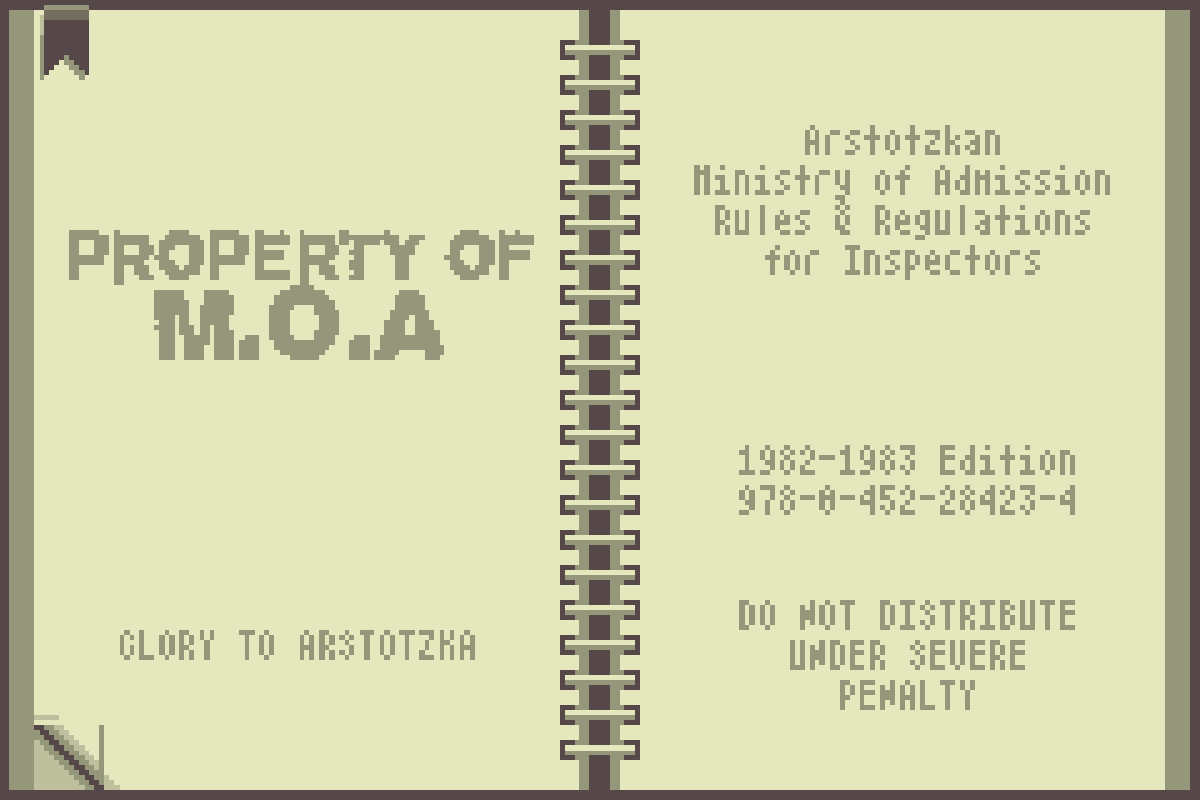 PROPERTY OF
M.O.A
GLORY TO ARSTOTZKA
Arstotzkan
Ministry of Admission
Rules & Regulations
for Inspectors
1982-1983 Edition
978-0-452-28423-4
DO NOT DISTRIBUTE
UNDER SEVERE
PENALTY